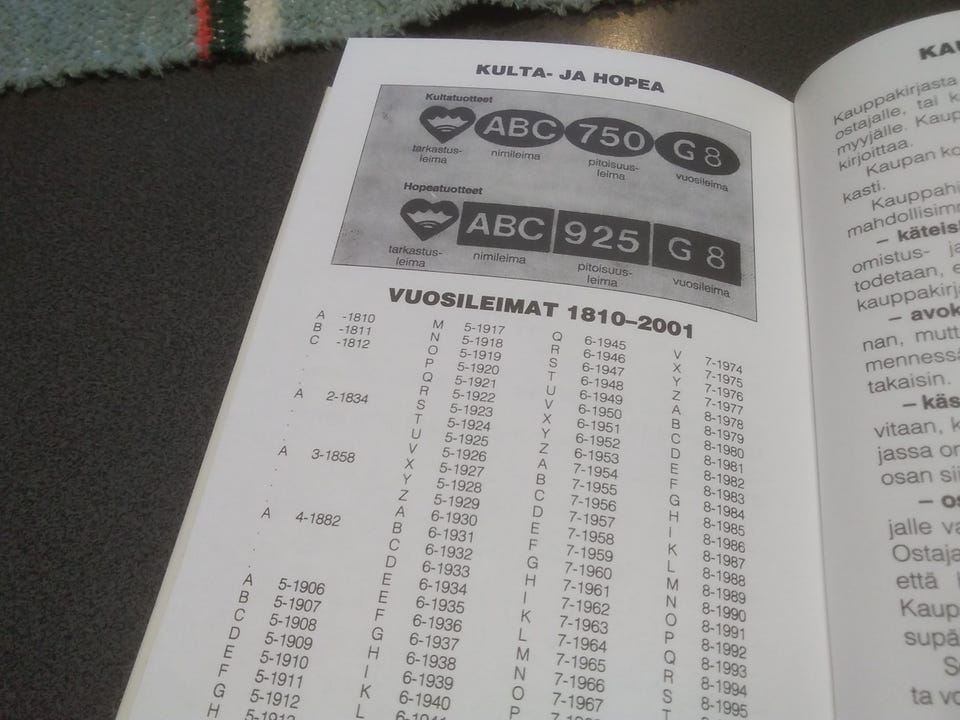 KULTA- JA HOPEA
Kultatuotteet
ABC 750 G 8
tarkastus-
leima
nimileima
pitoisuus-
leima
vuosileima
Hopeatuotteet
ABC 925 G 8
tarkastus-
leima
nimileima
pitoisuus-
leima
vuosileima
VUOSILEIMAT 1810–2001
A -1810
B -1811
C -1812
A 2-1834
A 3-1858
A 4-1882
A 5-1906
B 5-1907
C 5-1908
D 5-1909
E 5-1910
F 5-1911
G 5-1912
H
M 5-1917
N 5-1918
O 5-1919
P 5-1920
Q 5-1921
R 5-1922
S 5-1923
T 5-1924
U 5-1925
V 5-1926
X 5-1927
Y 5-1928
Z 5-1929
A 6-1930
B 6-1931
C 6-1932
D 6-1933
E 6-1934
E 6-1935
F 6-1936
G 6-1937
H 6-1938
I 6-1939
K 6-1940
L
Q 6-1945
R 6-1946
S 6-1947
T 6-1948
U 6-1949
V 6-1950
X 6-1951
Y 6-1952
Z 6-1953
A 7-1954
B 7-1955
C 7-1956
D 7-1957
E 7-1958
F 7-1959
G 7-1960
H 7-1961
I 7-1962
K 7-1963
L 7-1964
M 7-1965
N 7-1966
O 7-1967
P
V 7-1974
X 7-1975
Y 7-1976
Z 7-1977
A 8-1978
B 8-1979
C 8-1980
D 8-1981
E 8-1982
F 8-1983
G 8-1984
H 8-1985
I 8-1986
K 8-1987
L 8-1988
M 8-1989
N 8-1990
O 8-1991
P 8-1992
Q 8-1993
R 8-1994
S 8-1995
T
Kauppakirjasta
ostajalle, tai k
myyjälle. Kaup
kirjoittaa.
Kaupan ko
kasti.
Kauppahi
mahdollisimm
– käteis
omistus- ja
todetaan, e
kauppakirja
– avok
nan, mutt
mennessä
takaisin.
– käs
vitaan, k
jassa on
osan sii
– os
jalle va
Ostaja
että
Kaup
supä
ta vo